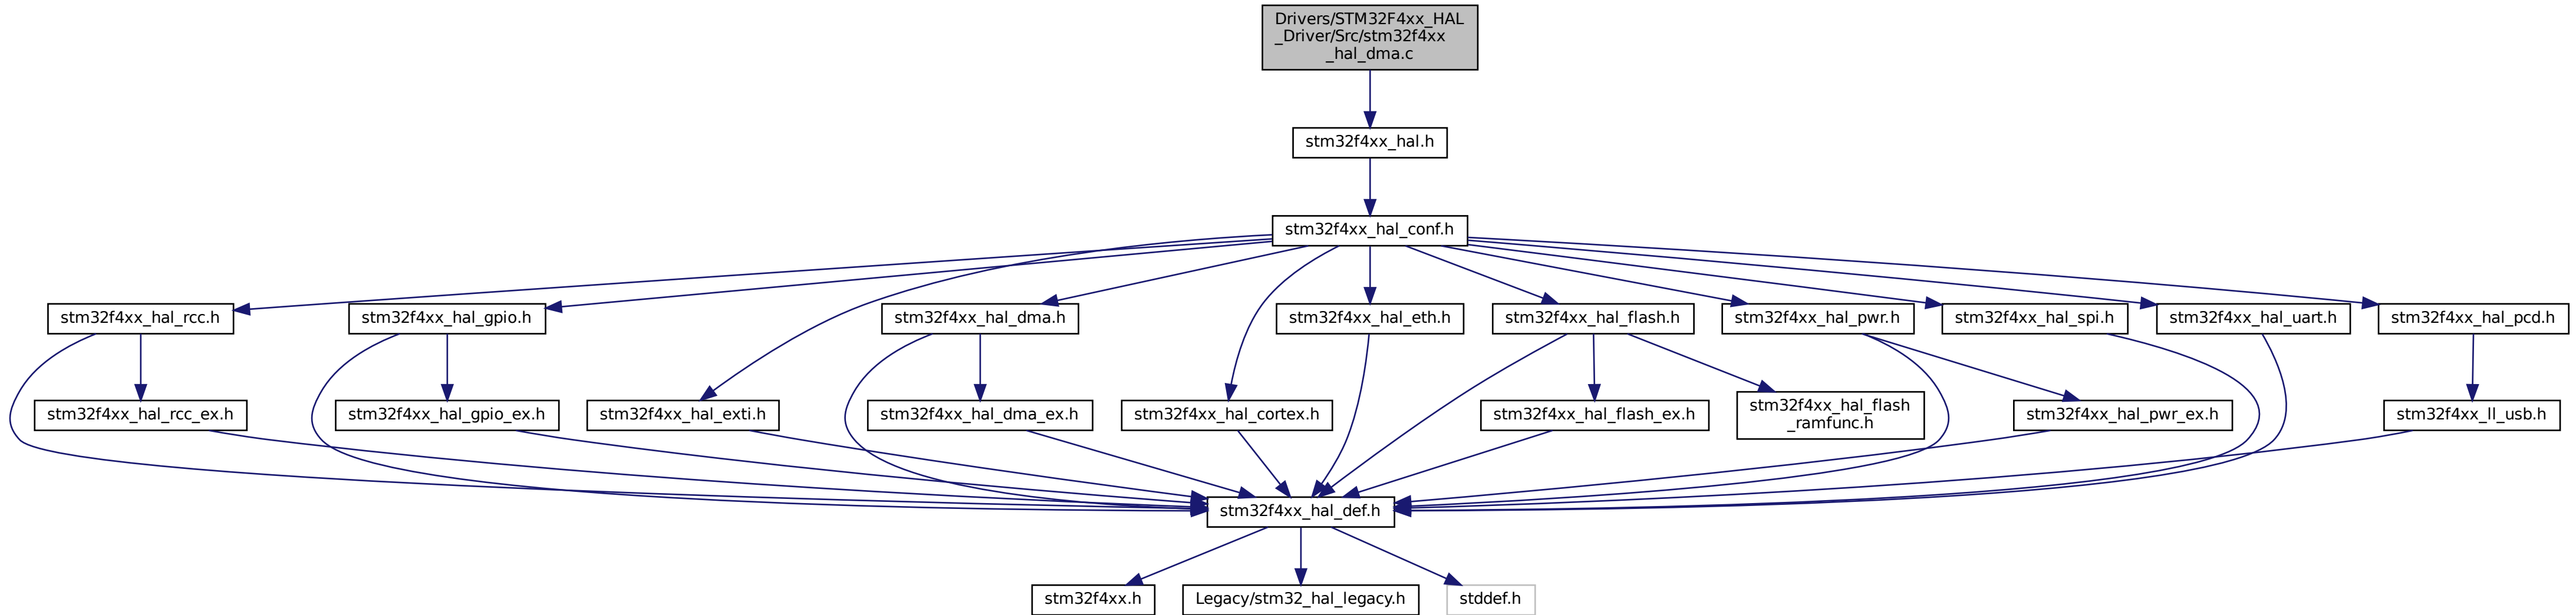 Drivers/STM32F4xx_HAL
_Driver/Src/stm32f4xx
_hal_dma.c
stm32f4xx_hal.h
stm32f4xx_hal_conf.h
stm32f4xx_hal_rcc.h
stm32f4xx_hal_gpio.h
stm32f4xx_hal_dma.h
stm32f4xx_hal_eth.h
stm32f4xx_hal_flash.h
stm32f4xx_hal_pwr.h
stm32f4xx_hal_spi.h
stm32f4xx_hal_uart.h
stm32f4xx_hal_pcd.h
stm32f4xx_hal_rcc_ex.h
stm32f4xx_hal_gpio_ex.h
stm32f4xx_hal_exti.h
stm32f4xx_hal_dma_ex.h
stm32f4xx_hal_cortex.h
stm32f4xx_hal_flash_ex.h
stm32f4xx_hal_flash
_ramfunc.h
stm32f4xx_hal_pwr_ex.h
stm32f4xx_ll_usb.h
stm32f4xx_hal_def.h
stm32f4xx.h
Legacy/stm32_hal_legacy.h
stddef.h